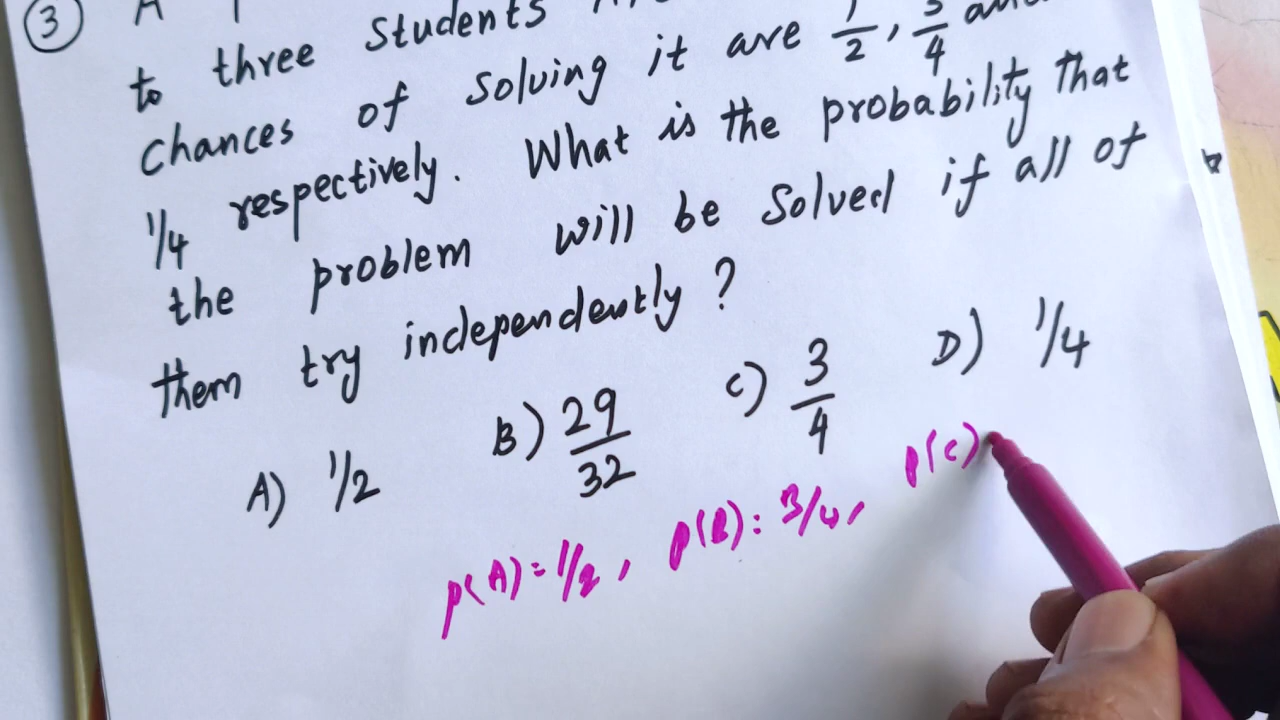 3 A
to three students
chances of solving it are 1/2, 3/4 and
1/4 respectively. What is the probability that
the problem will be solved if all of
them try independently?
A) 1/2 B) 29/32 C) 3/4 D) 1/4
P(A) = 1/2, P(B) : 3/4, P(C)